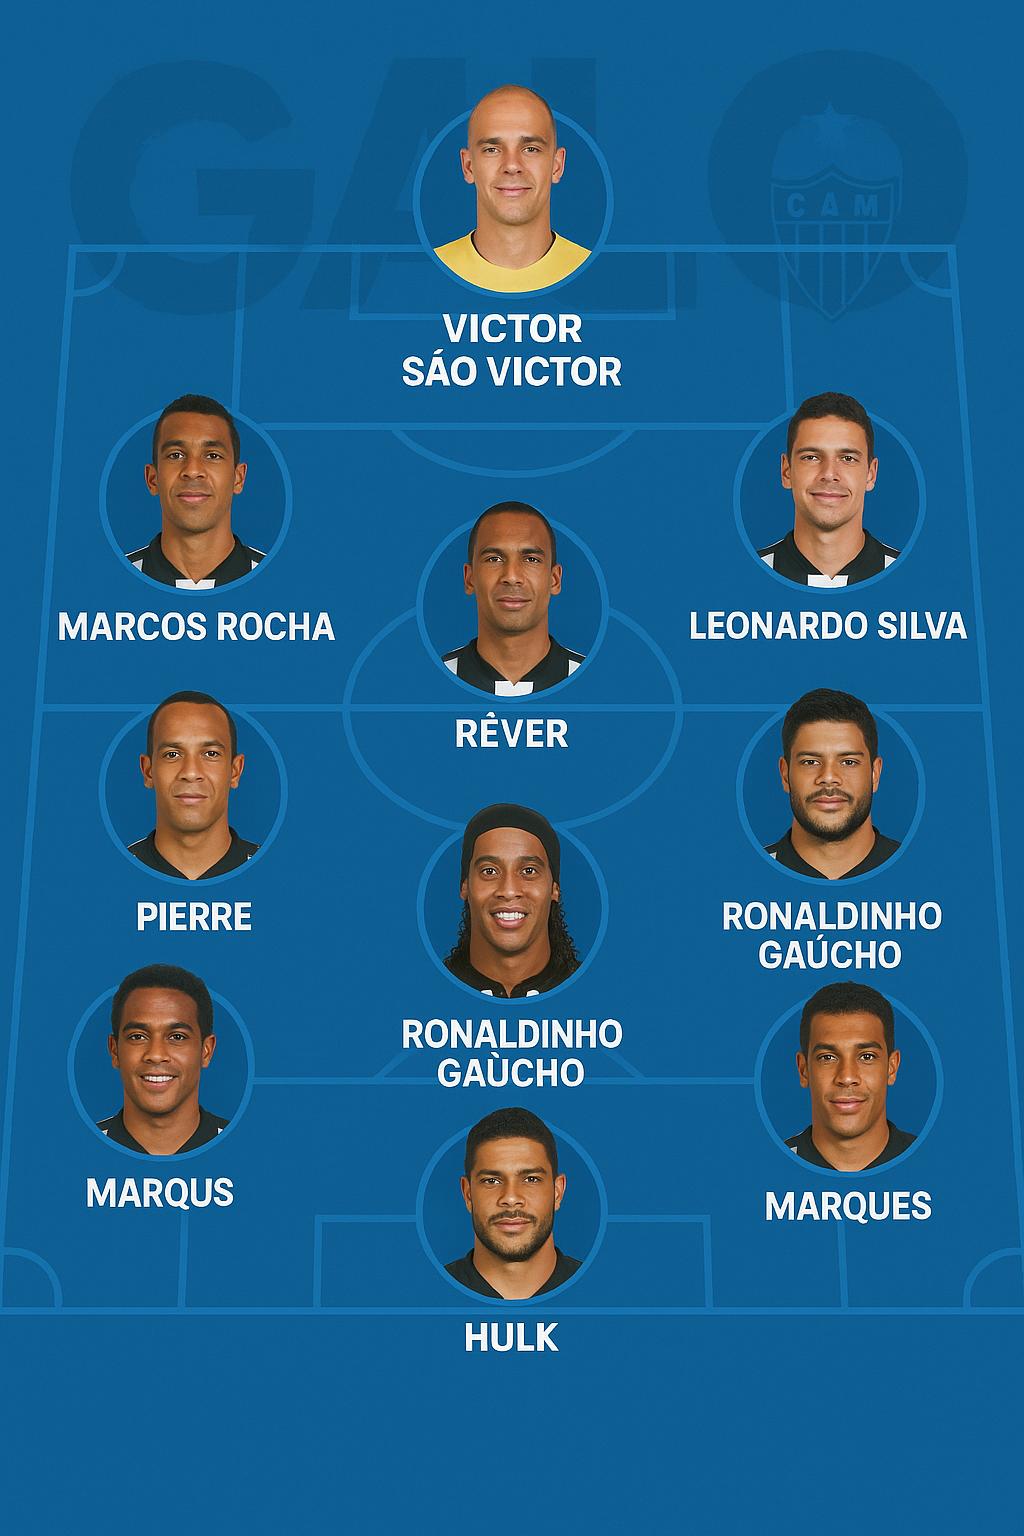 GALO
CAM
VICTOR
SÁO VICTOR
MARCOS ROCHA
LEONARDO SILVA
RÊVER
PIERRE
RONALDINHO
GAÚCHO
RONALDINHO
GAÙCHO
MARQUS
MARQUES
HULK